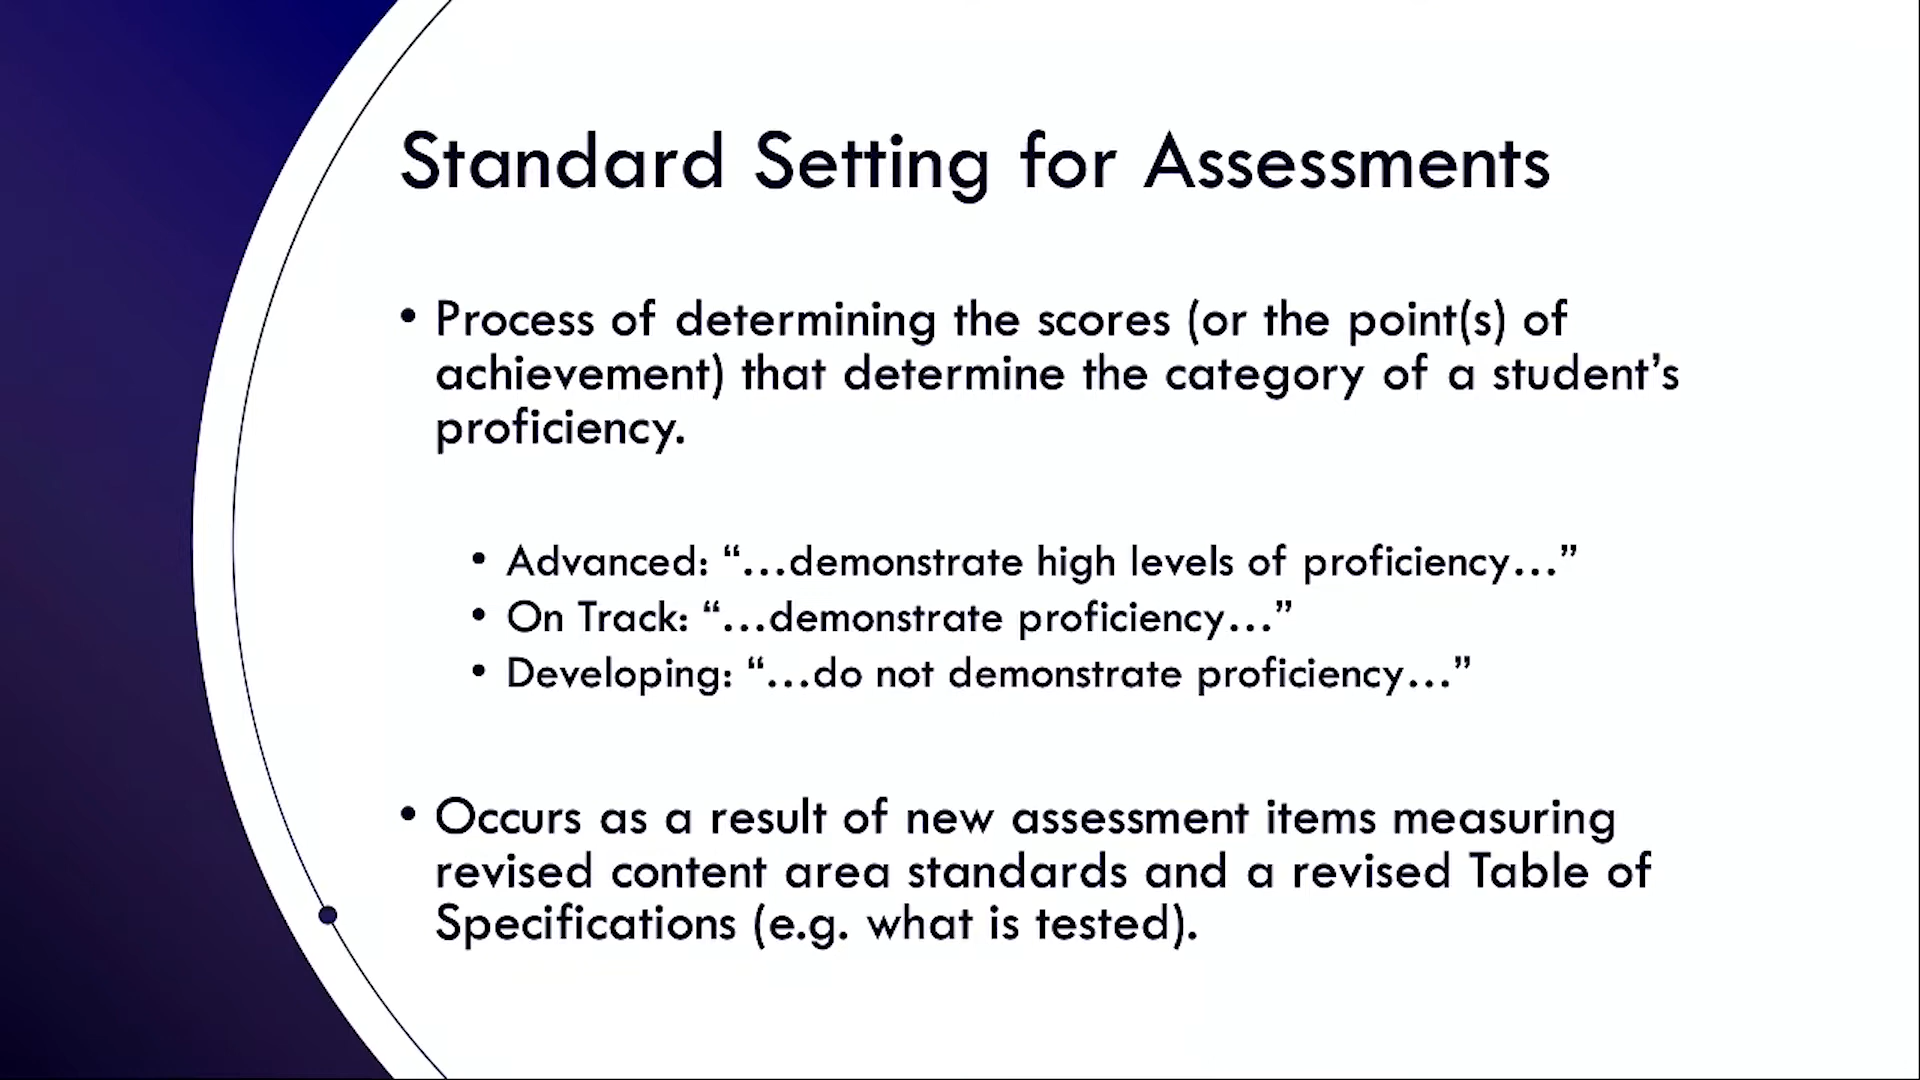 Standard Setting for Assessments
• Process of determining the scores (or the point(s) of
achievement) that determine the category of a student’s
proficiency.
• Advanced: “…demonstrate high levels of proficiency…”
• On Track: “…demonstrate proficiency…”
• Developing: “…do not demonstrate proficiency…”
• Occurs as a result of new assessment items measuring
revised content area standards and a revised Table of
Specifications (e.g. what is tested).